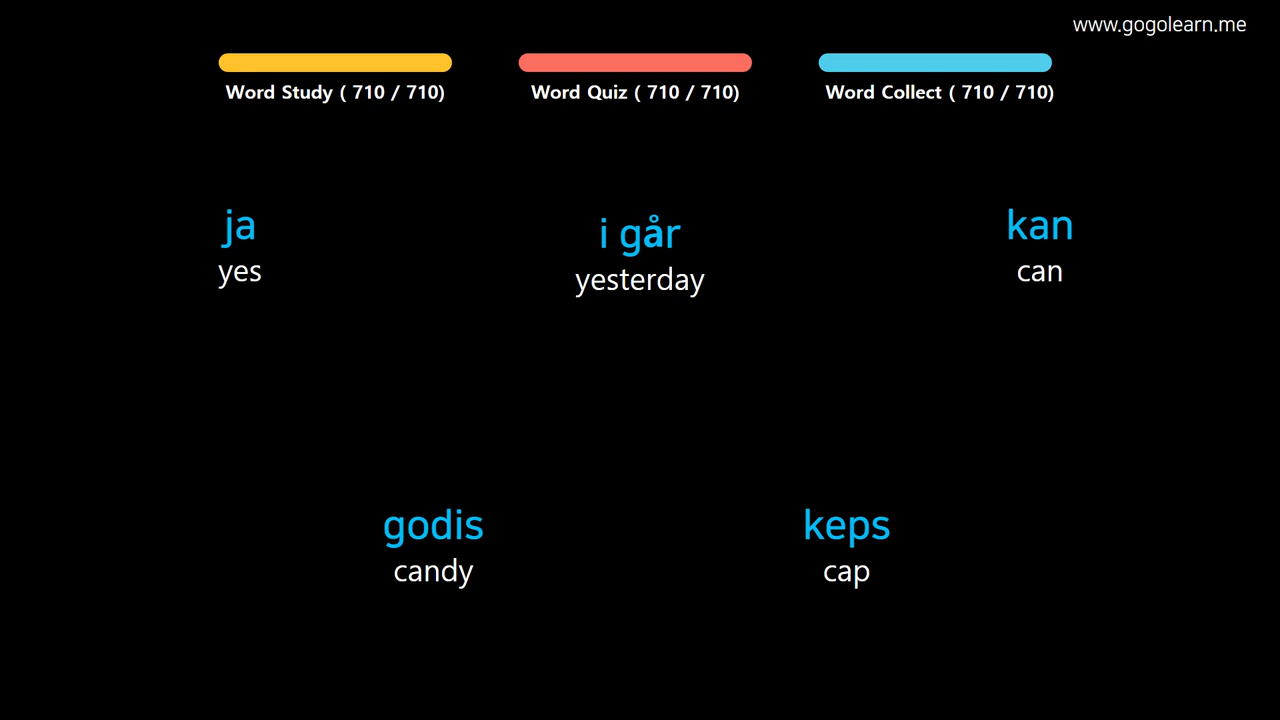 www.gogolearn.me
Word Study ( 710 / 710)
Word Quiz ( 710 / 710)
Word Collect ( 710 / 710)
ja
yes
i går
yesterday
kan
can
godis
candy
keps
cap